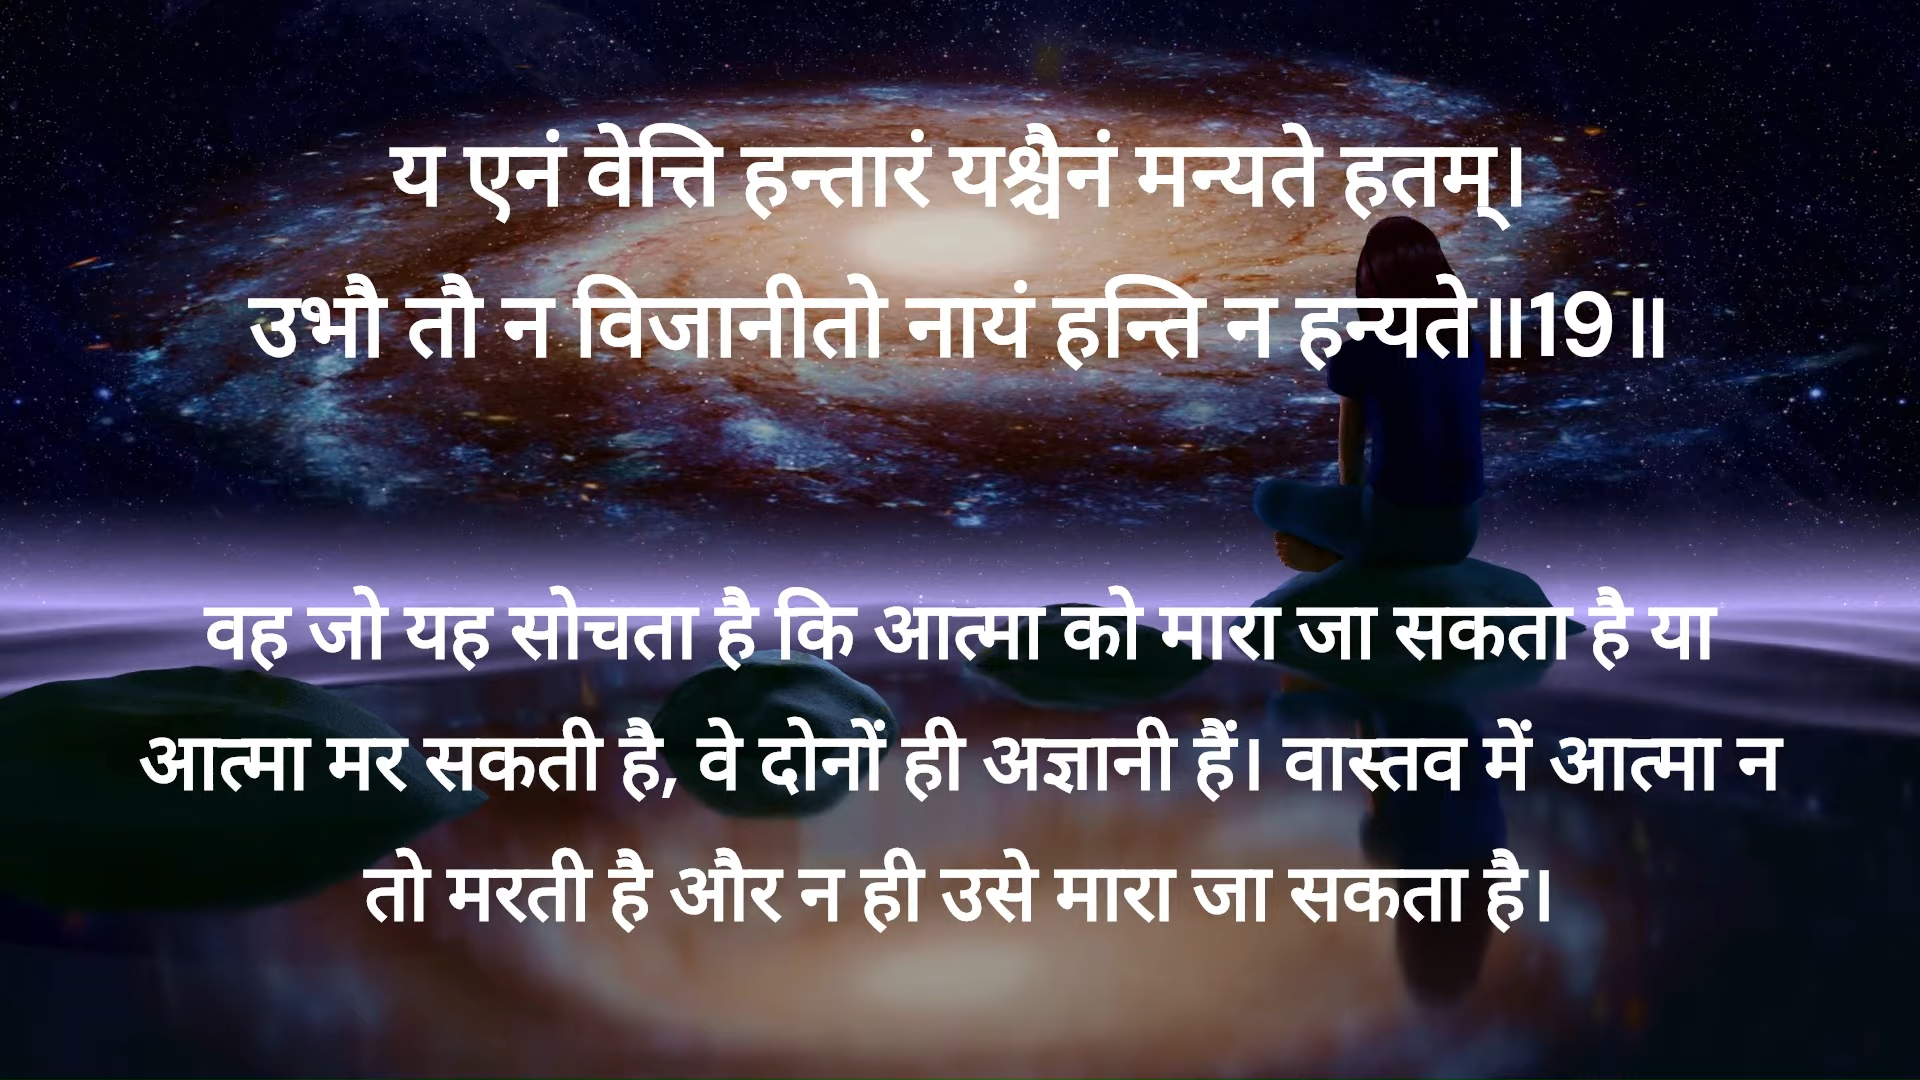 य एनं वेत्ति हन्तारं यश्चैनं मन्यते हतम्।
उभौ तौ न विजानीतो नायं हन्ति न हन्यते॥19॥
वह जो यह सोचता है कि आत्मा को मारा जा सकता है या
आत्मा मर सकती है, वे दोनों ही अज्ञानी हैं। वास्तव में आत्मा न
तो मरती है और न ही उसे मारा जा सकता है।